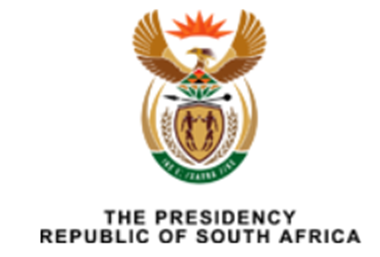 THE PRESIDENCY
REPUBLIC OF SOUTH AFRICA